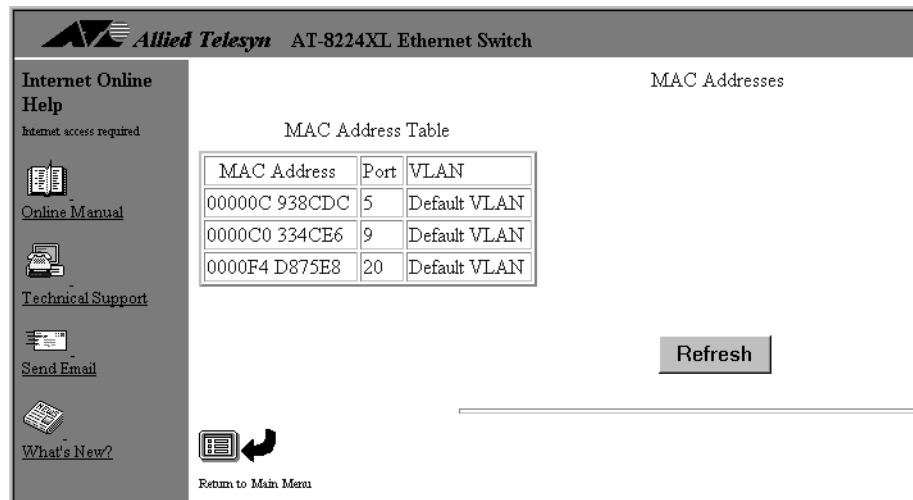 Allied Telesyn AT-8224XL Ethernet Switch
Internet Online
Help
Internet access required
Online Manual
Technical Support
Send Email
What's New?
MAC Addresses
MAC Address Table
MAC Address Port VLAN
00000C 938CDC 5 Default VLAN
0000C0 334CE6 9 Default VLAN
0000F4 D875E8 20 Default VLAN
Refresh
Return to Main Menu